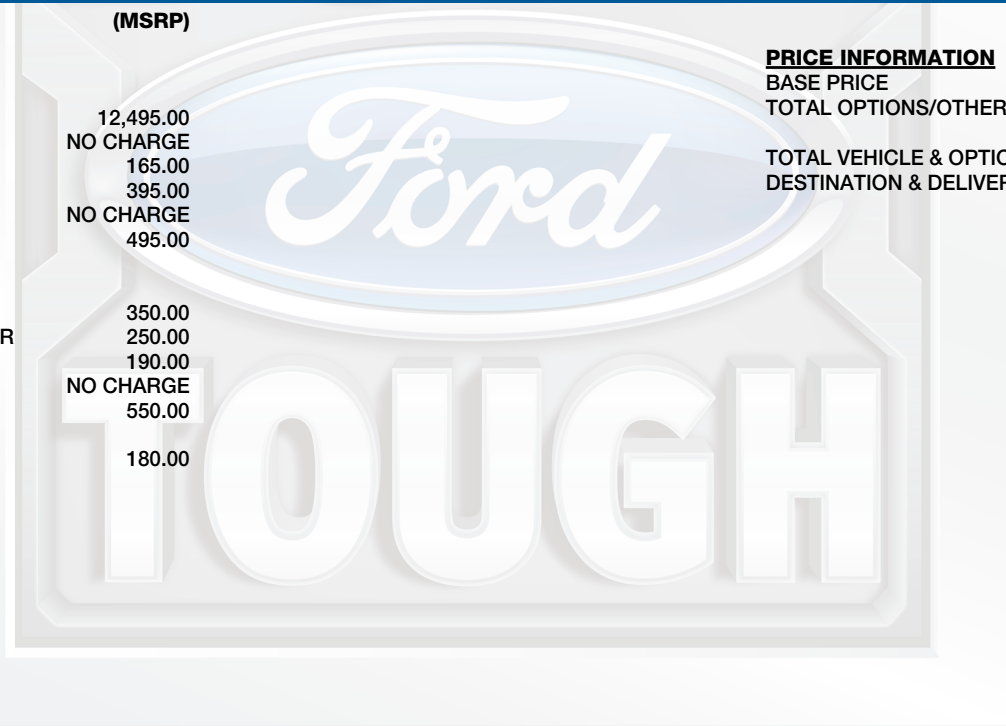 (MSRP)
12,495.00
NO CHARGE
165.00
395.00
NO CHARGE
495.00
350.00
R 250.00
190.00
NO CHARGE
550.00
180.00
PRICE INFORMATION
BASE PRICE
TOTAL OPTIONS/OTHER
TOTAL VEHICLE & OPTIO
DESTINATION & DELIVER
Ford
TOUGH